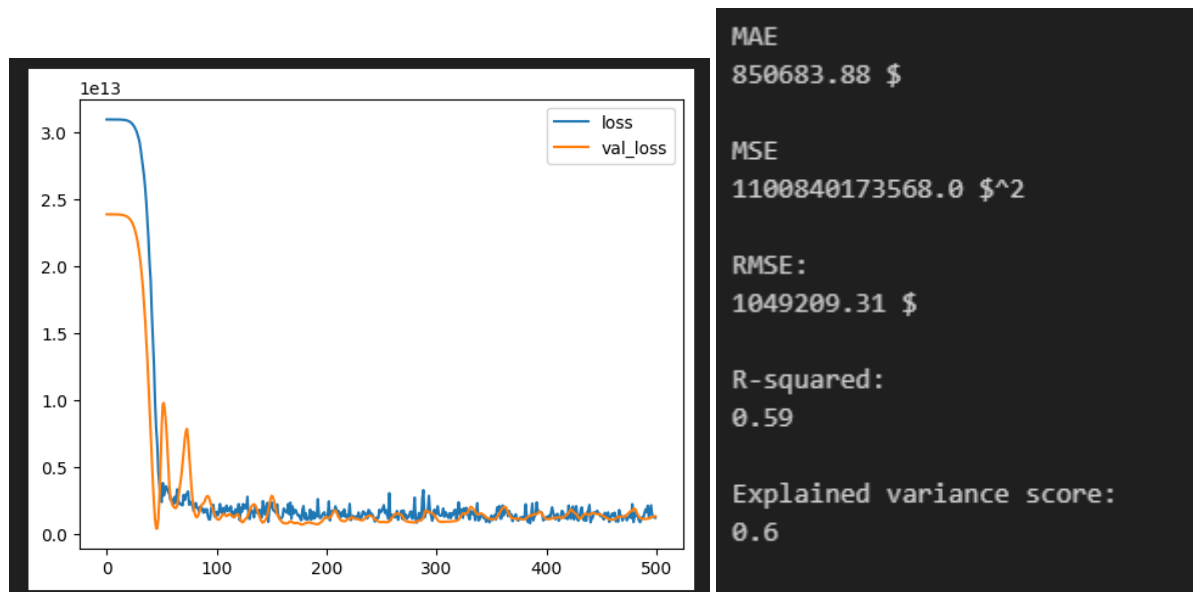 1e13
3.0
2.5
2.0
1.5
1.0
0.5
0.0
0 100 200 300 400 500
loss
val_loss
MAE
850683.88 $
MSE
1100840173568.0 $^2
RMSE:
1049209.31 $
R-squared:
0.59
Explained variance score:
0.6